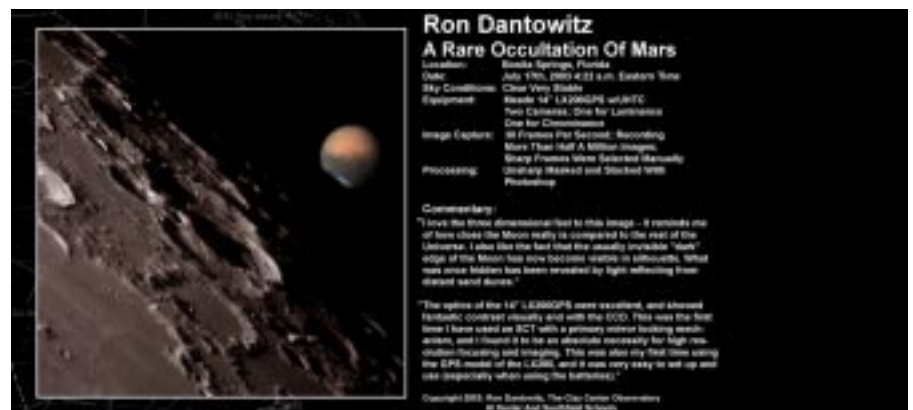 Ron Dantowitz
A Rare Occultation Of Mars
Location: Bonita Springs, Florida
Date: July 17th, 2003 4:22 a.m. Eastern Time
Sky Conditions: Clear Very Stable
Equipment: Meade 14" LX200GPS w/UHTC
Two Cameras; One for Luminance
One for Chrominance
Image Capture: 30 Frames Per Second; Recording
More Than Half A Million Images.
Sharp Frames Were Selected Manually
Processing: Unsharp Masked and Stacked With
Photoshop
Commentary:
"I love the three dimensional feel to this image - it reminds me
of how close the Moon really is compared to the rest of the
Universe. I also like the fact that the usually invisible "dark"
edge of the Moon has now become visible in silhouette. What
was once hidden has been revealed by light reflecting from
distant sand dunes."
"The optics of the 14" LX200GPS were excellent, and showed
fantastic contrast visually and with the CCD. This was the first
time I have used an SCT with a primary mirror locking mech-
anism, and I found it to be an absolute necessity for high res-
olution focusing and imaging. This was also my first time using
the GPS model of the LX200, and it was very easy to set up and
use (especially when using the batteries)."
Copyright 2003 Ron Dantowitz, The Clay Center Observatory
At Dexter And Southfield Schools